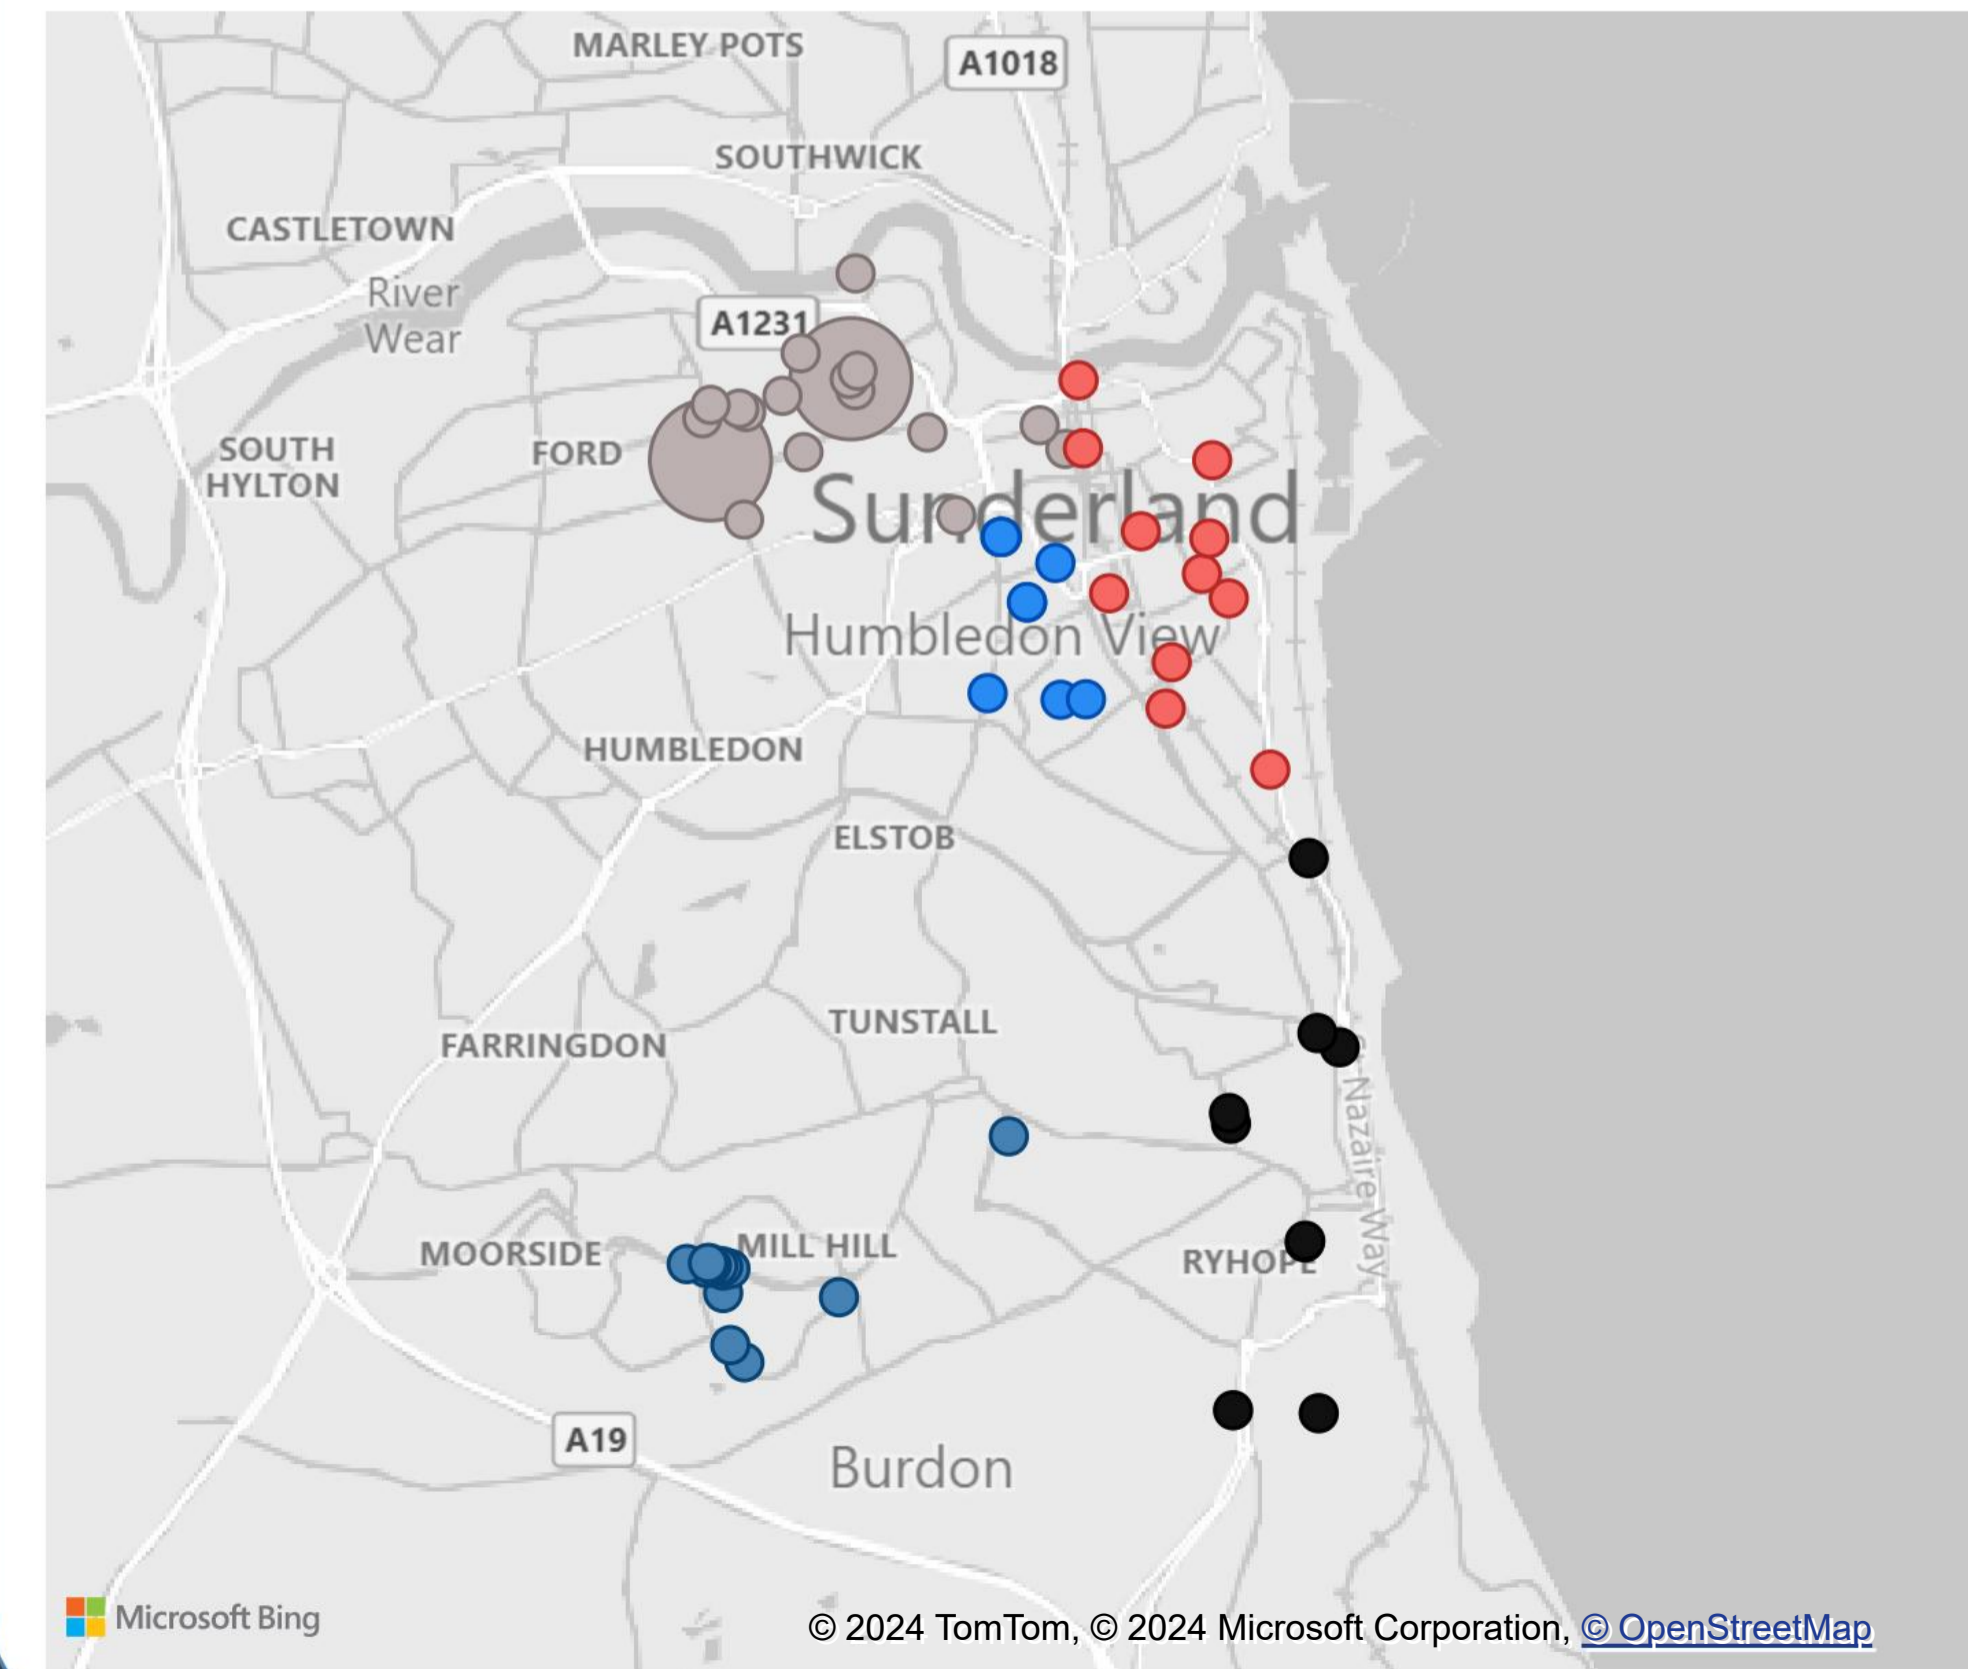 MARLEY POTS
A1018
SOUTHWICK
CASTLETOWN
River
Wear
A1231
SOUTH
HYLTON
FORD
Sunderland
Humbledon View
HUMBLEDON
ELSTOB
TUNSTALL
FARRINGDON
MOORSIDE
MILL HILL
RYHOPE
Nazaire Way
A19
Burdon
Microsoft Bing
© 2024 TomTom, © 2024 Microsoft Corporation, © OpenStreetMap